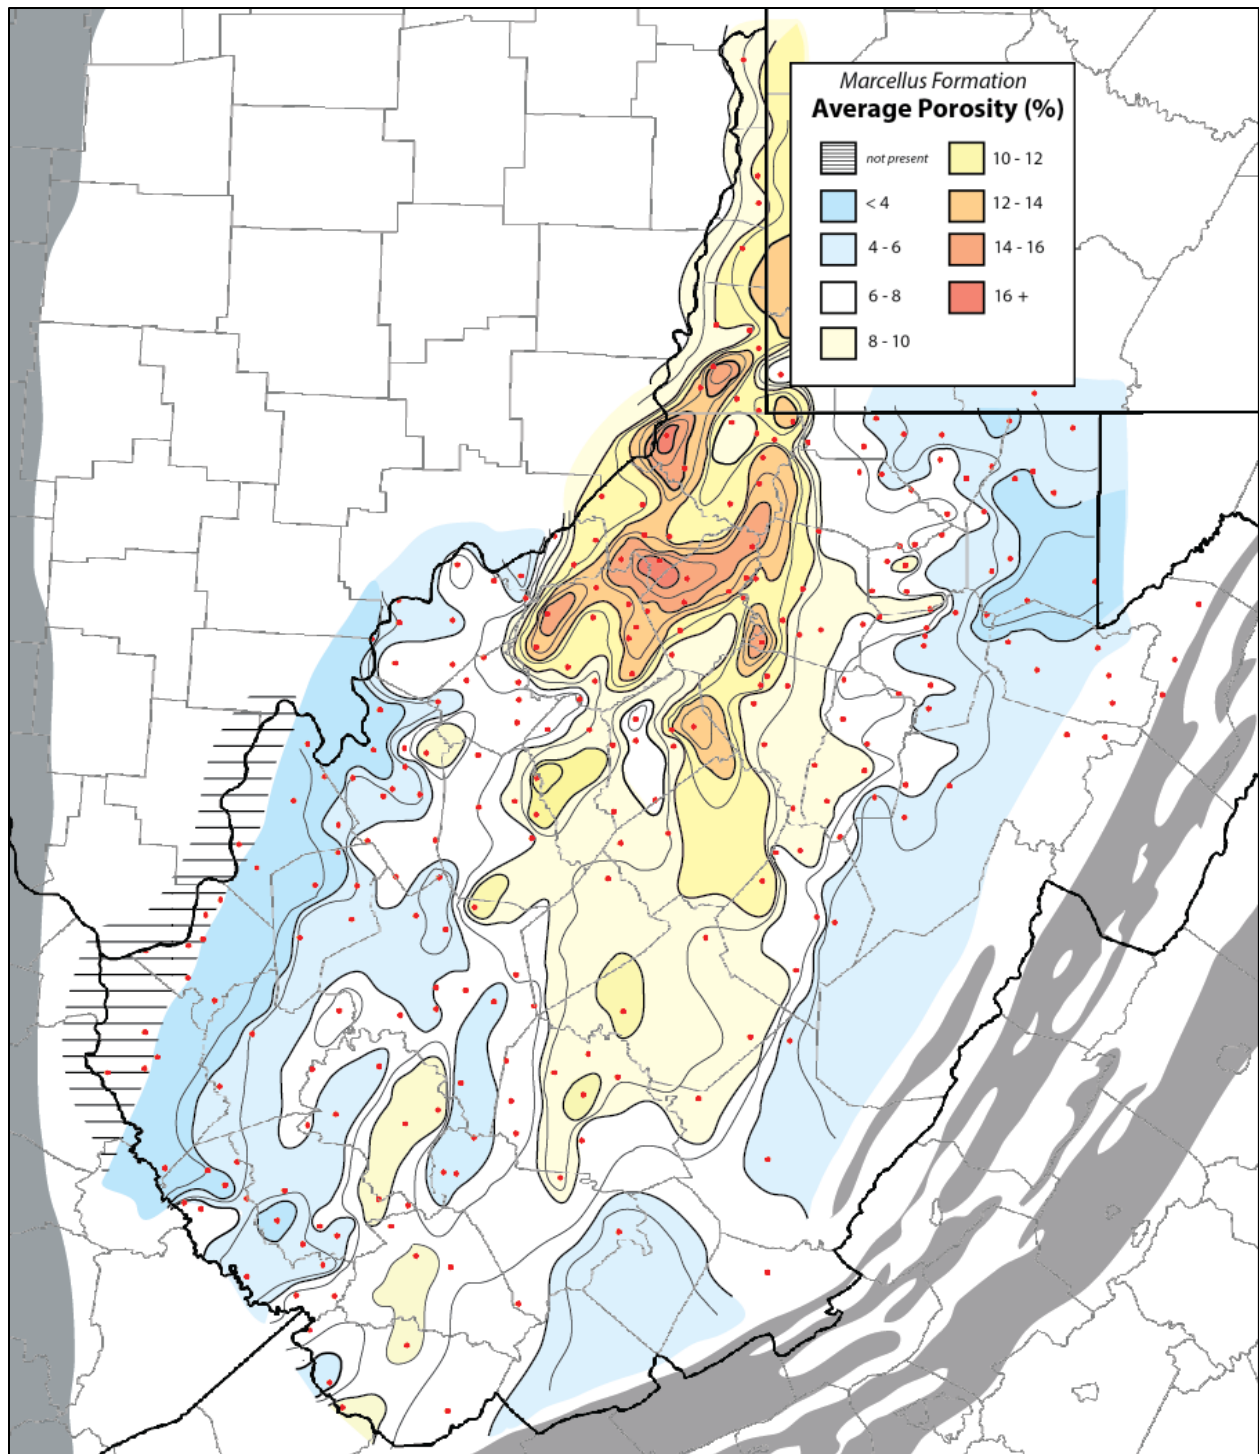 Marcellus Formation
Average Porosity (%)
not present
< 4
4 - 6
6 - 8
8 - 10
10 - 12
12 - 14
14 - 16
16 +